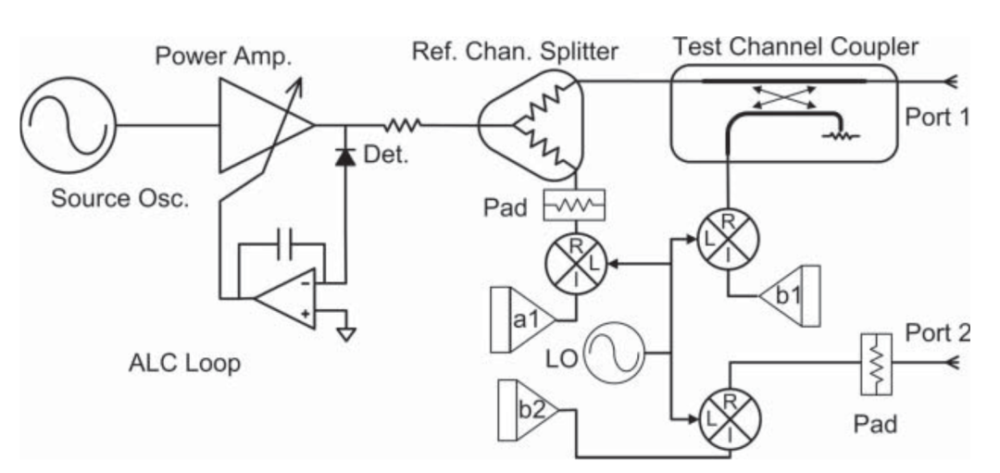 Power Amp.
Ref. Chan. Splitter
Test Channel Coupler
Port 1
Det.
Source Osc.
Pad
R
L
I
R
L
I
a1
b1
-
+
LO
Port 2
ALC Loop
b2
R
L
I
Pad